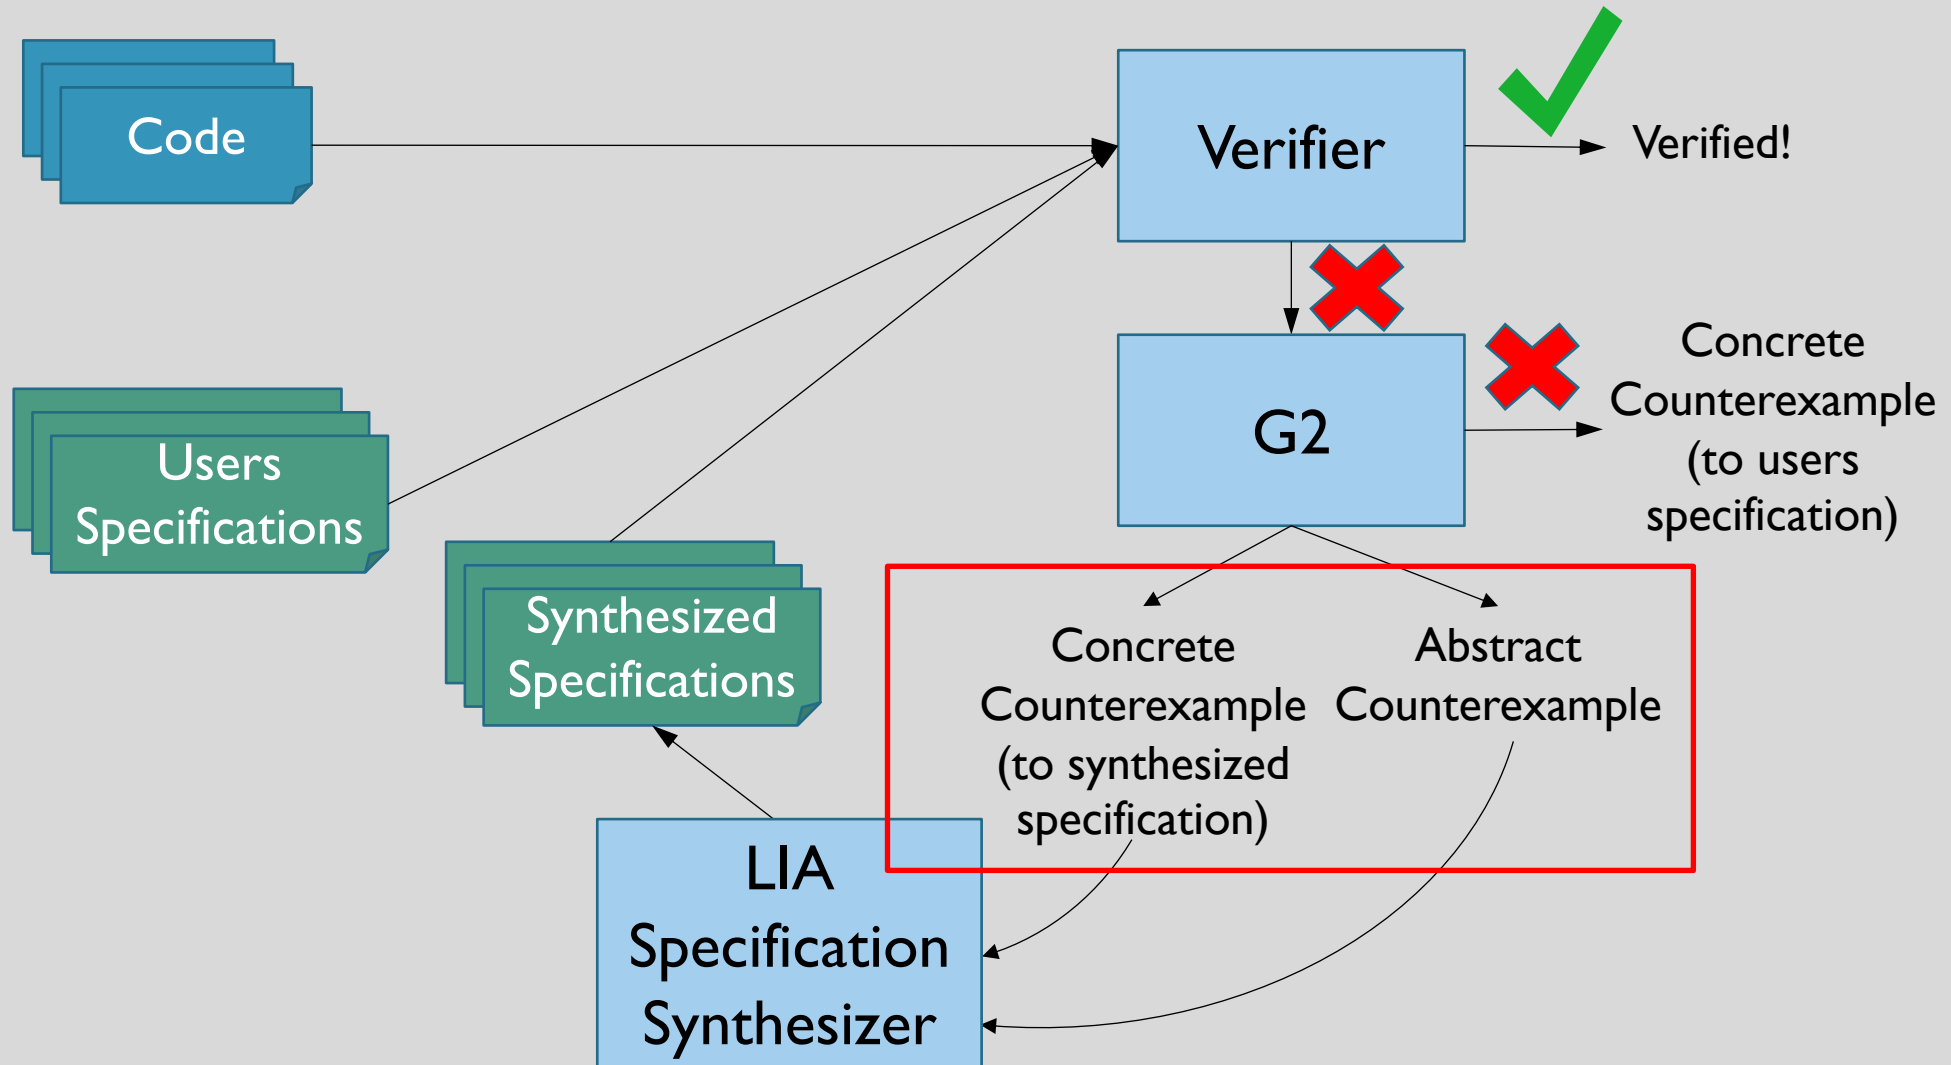 Code
Verifier
Verified!
Users
Specifications
G2
Concrete
Counterexample
(to users
specification)
Synthesized
Specifications
Concrete
Counterexample
(to synthesized
specification)
Abstract
Counterexample
LIA
Specification
Synthesizer